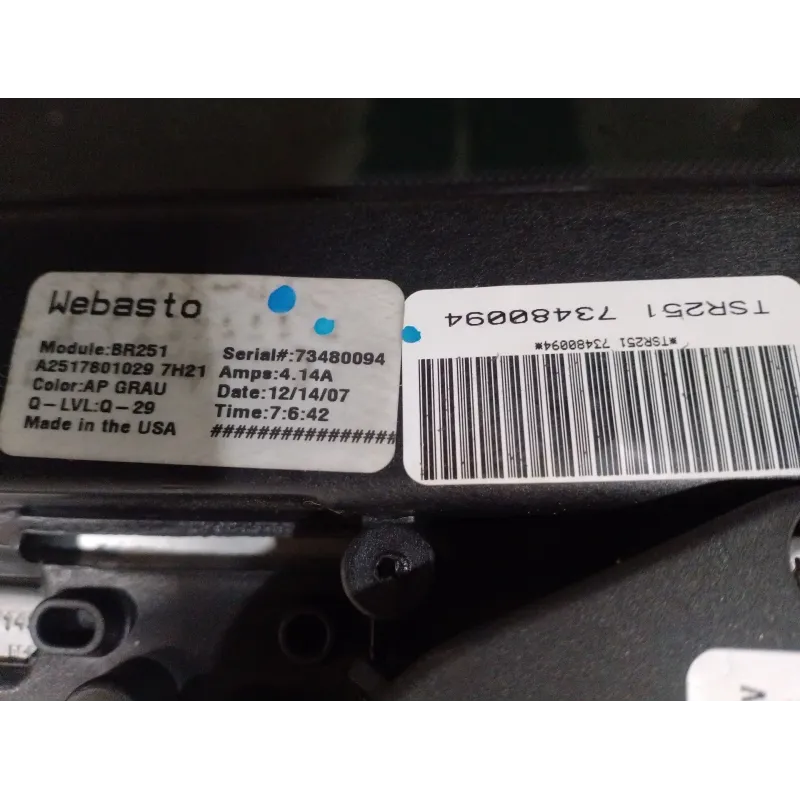 Webasto
Module:BR251
A2517801029 7H21
Color:AP GRAU
Q-LVL:Q-29
Made in the USA
Serial#:73480094
Amps:4.14A
Date:12/14/07
Time:7:6:42
################
TSR251 73480094
*TSR251 73480094*
V